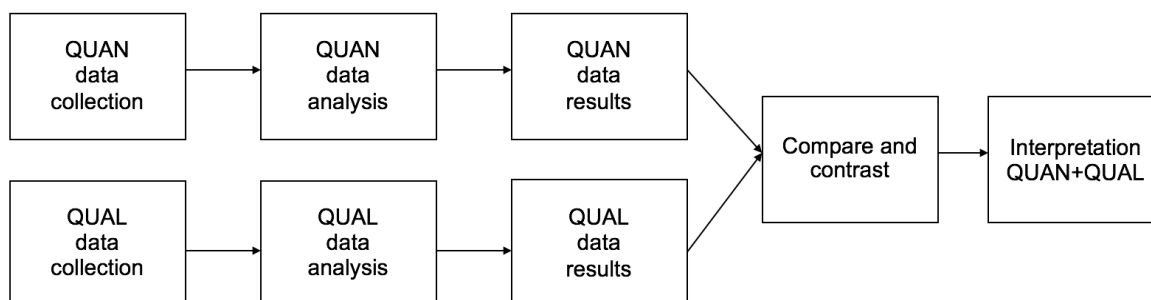 QUAN
data
collection
QUAN
data
analysis
QUAN
data
results
QUAL
data
collection
QUAL
data
analysis
QUAL
data
results
Compare and
contrast
Interpretation
QUAN+QUAL